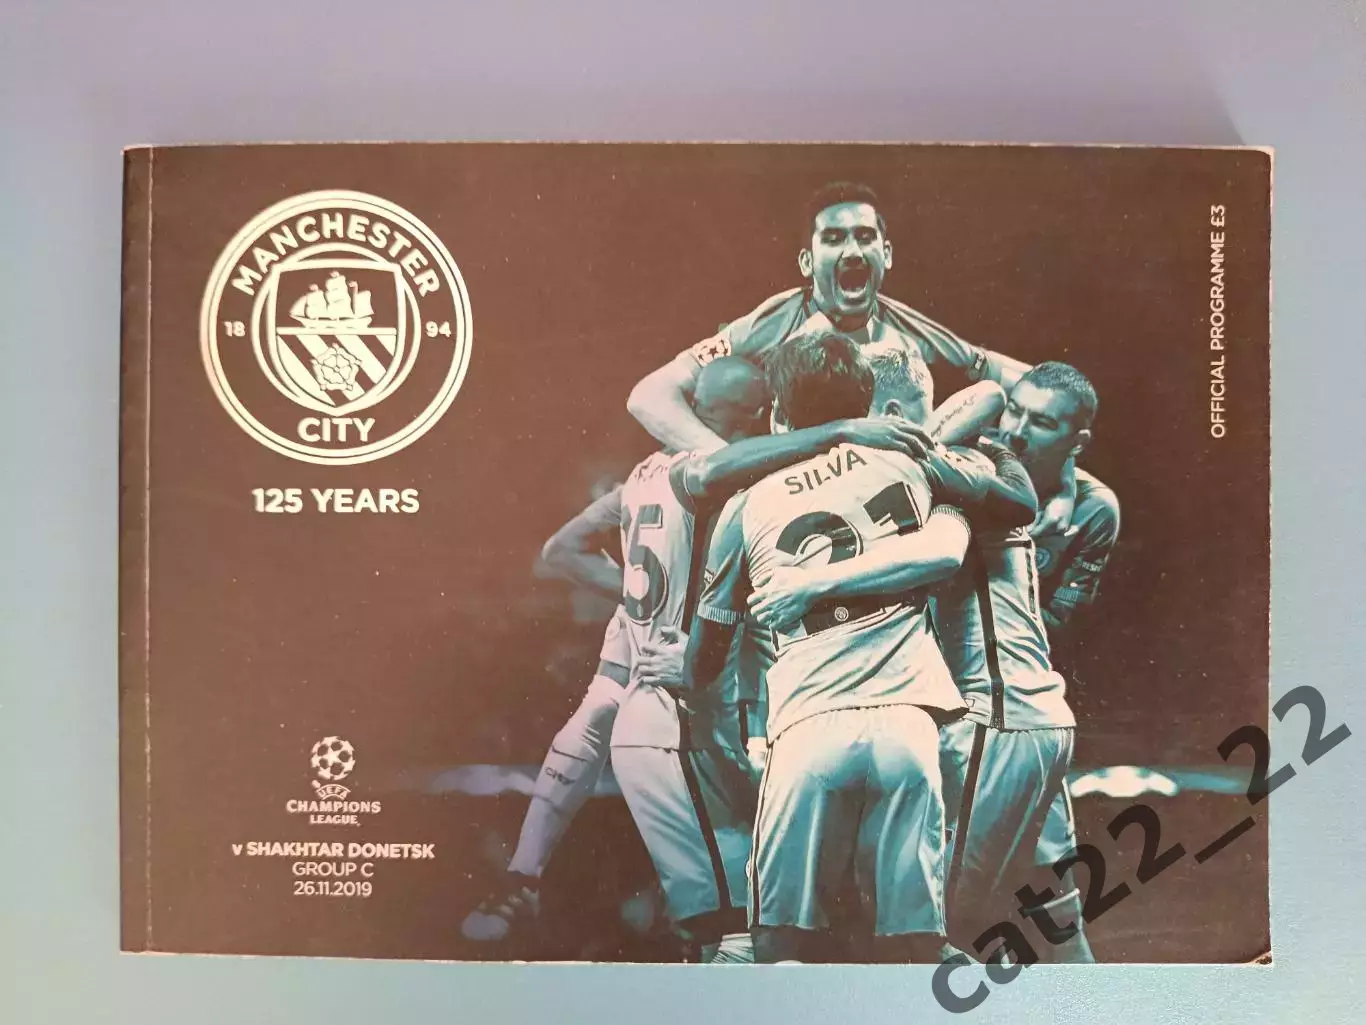 MANCHESTER
18 94
CITY
125 YEARS
OFFICIAL PROGRAMME £3
SILVA
21
UEFA
CHAMPIONS
LEAGUE
v SHAKHTAR DONETSK
GROUP C
26.11.2019
cat22_22